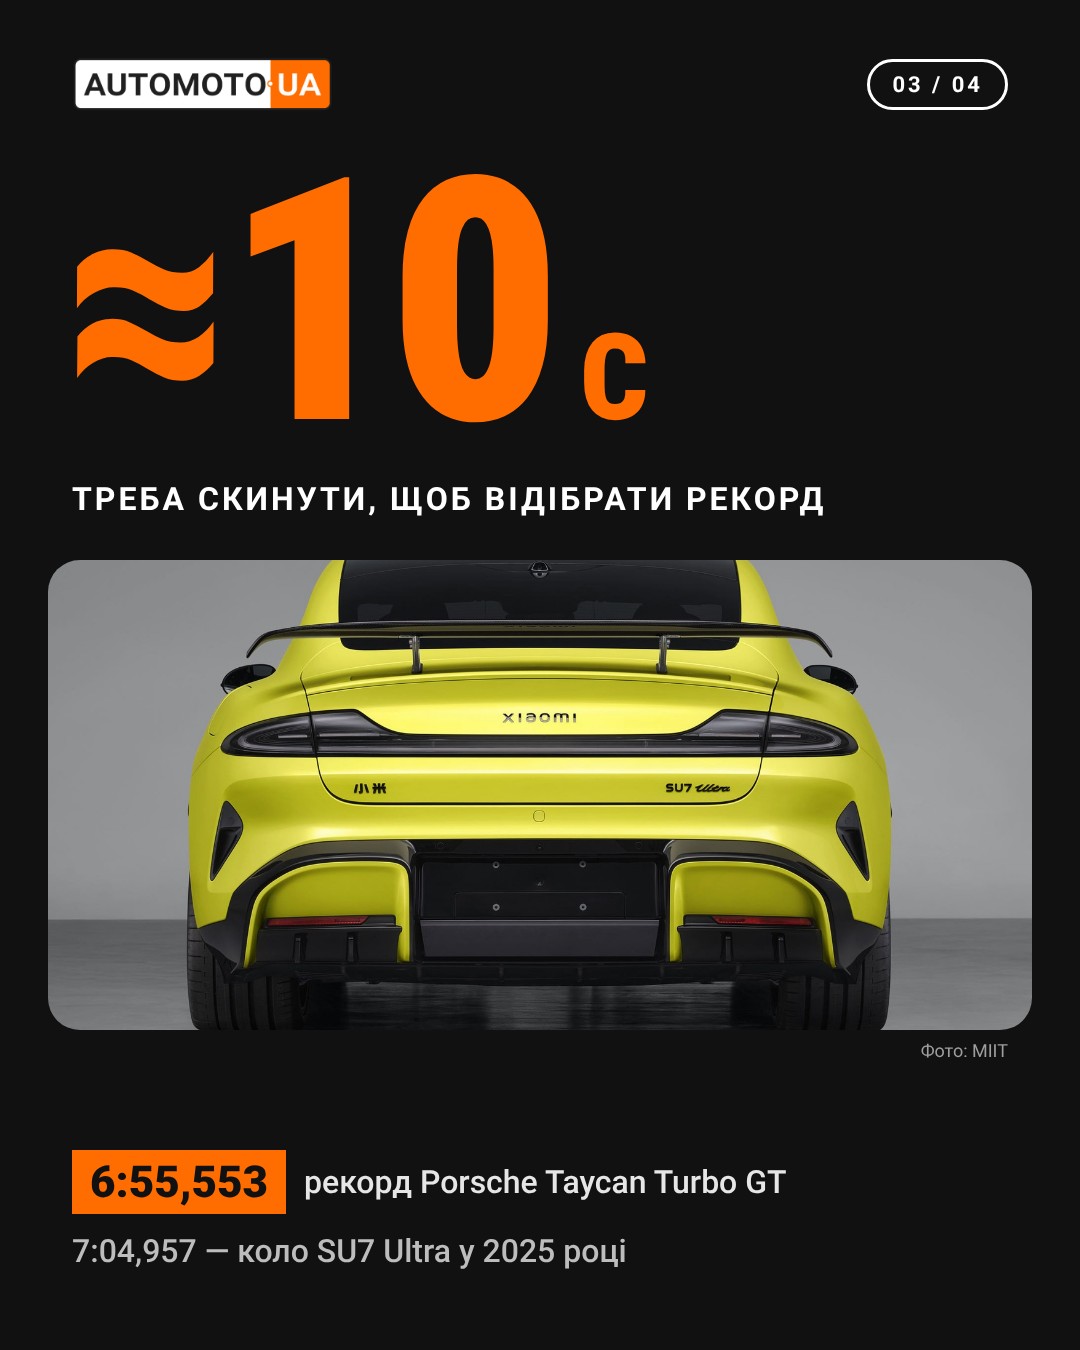 AUTOMOTO UA
03 / 04
≈10 с
ТРЕБА СКИНУТИ, ЩОБ ВІДІБРАТИ РЕКОРД
xiaomi
小米
SU7 Ultra
Фото: MIIT
6:55,553 рекорд Porsche Taycan Turbo GT
7:04,957 — коло SU7 Ultra у 2025 році